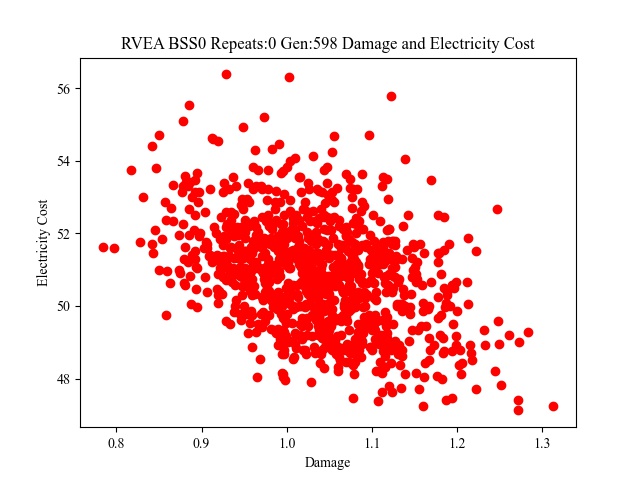 RVEA BSS0 Repeats:0 Gen:598 Damage and Electricity Cost
56
54
52
50
48
Electricity Cost
0.8 0.9 1.0 1.1 1.2 1.3
Damage